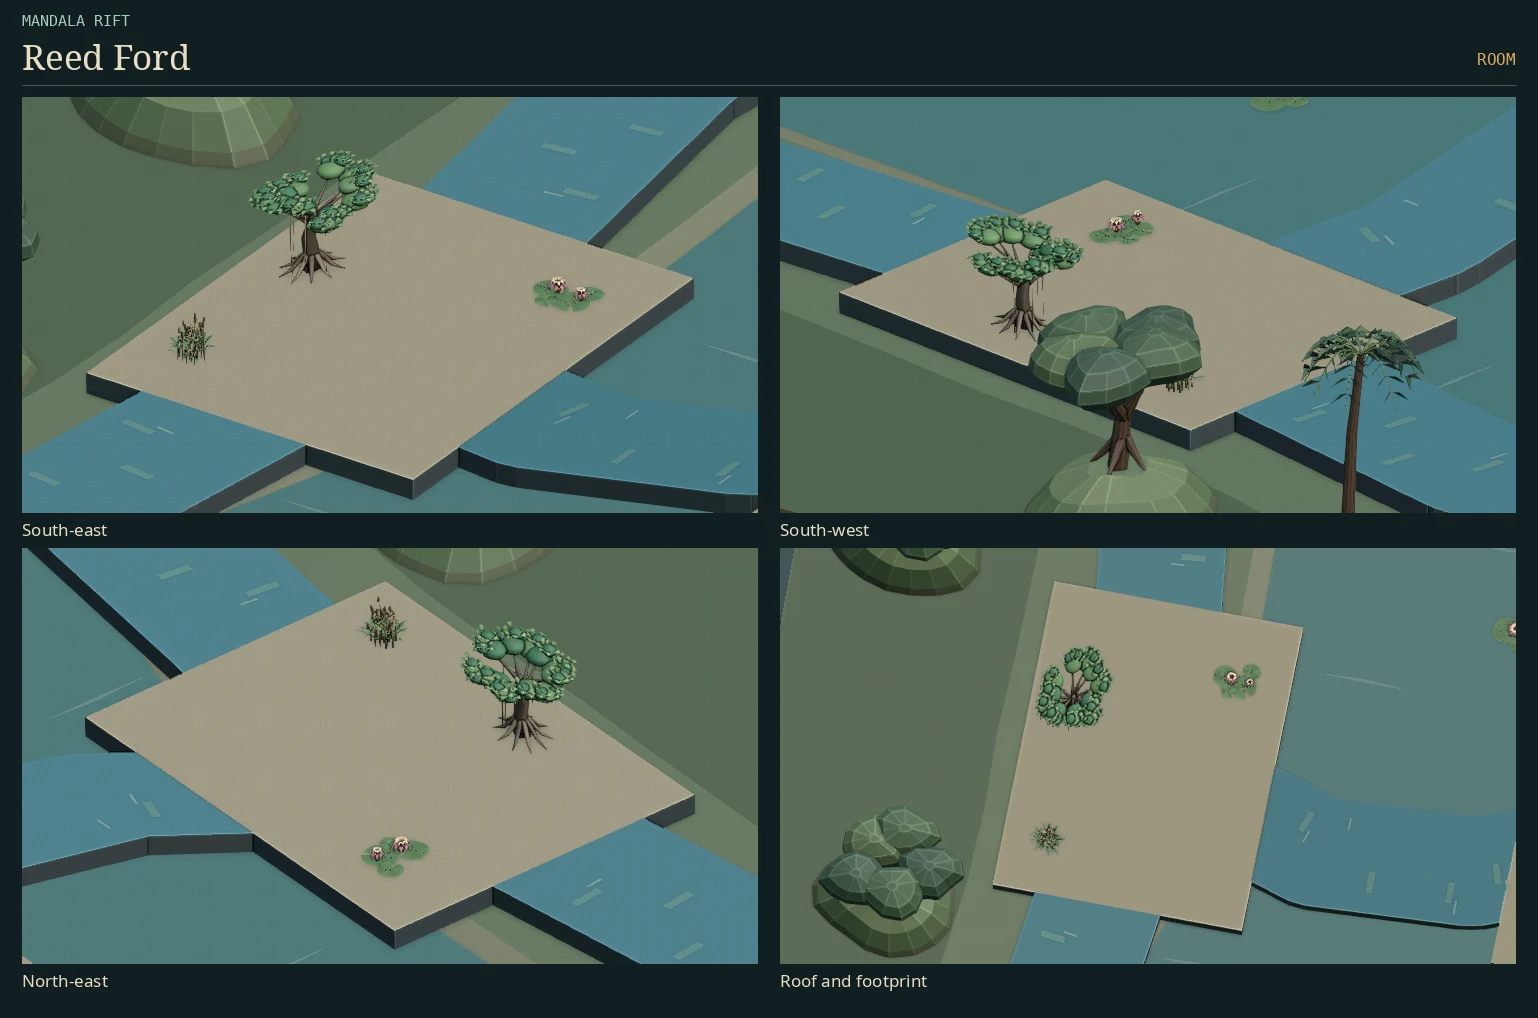 MANDALA RIFT
Reed Ford
ROOM
South-east
South-west
North-east
Roof and footprint